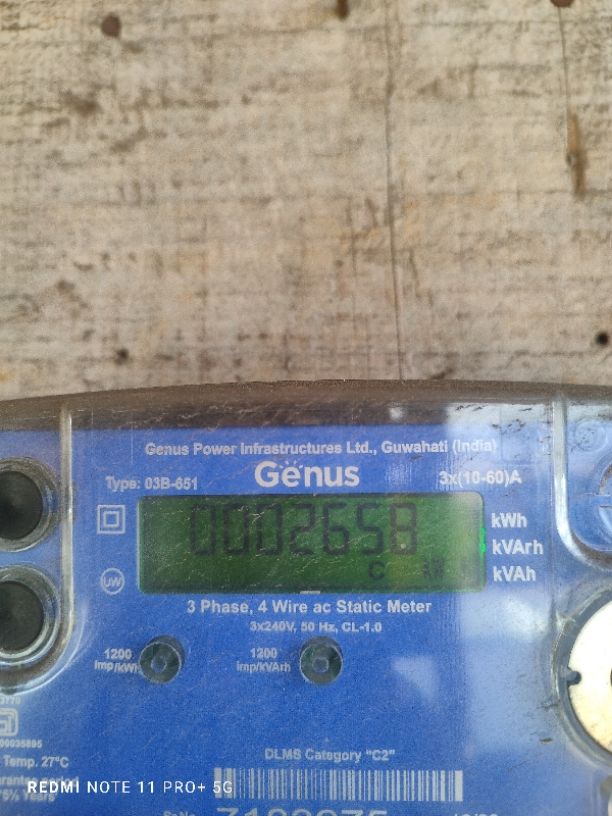 Genus Power Infrastructures Ltd., Guwahati (India)
Genus
Type: 03B-651
3x(10-60)A
0002658
kWh
kVArh
kVAh
C
UW
3 Phase, 4 Wire ac Static Meter
3x240V, 50 Hz, CL-1.0
1200
imp/kWh
1200
imp/kVArh
Temp. 27°C
DLMS Category "C2"
REDMI NOTE 11 PRO+ 5G